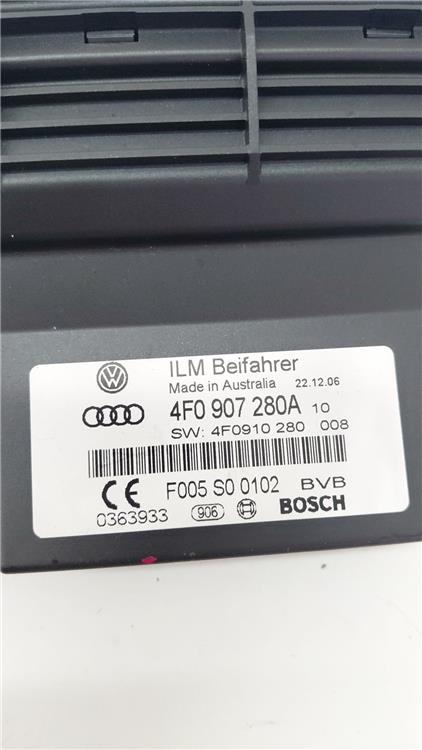 ILM Beifahrer
Made in Australia 22.12.06
4F0 907 280A 10
SW: 4F0910 280 008
CE F005 S0 0102 BVB
0363933 906 BOSCH